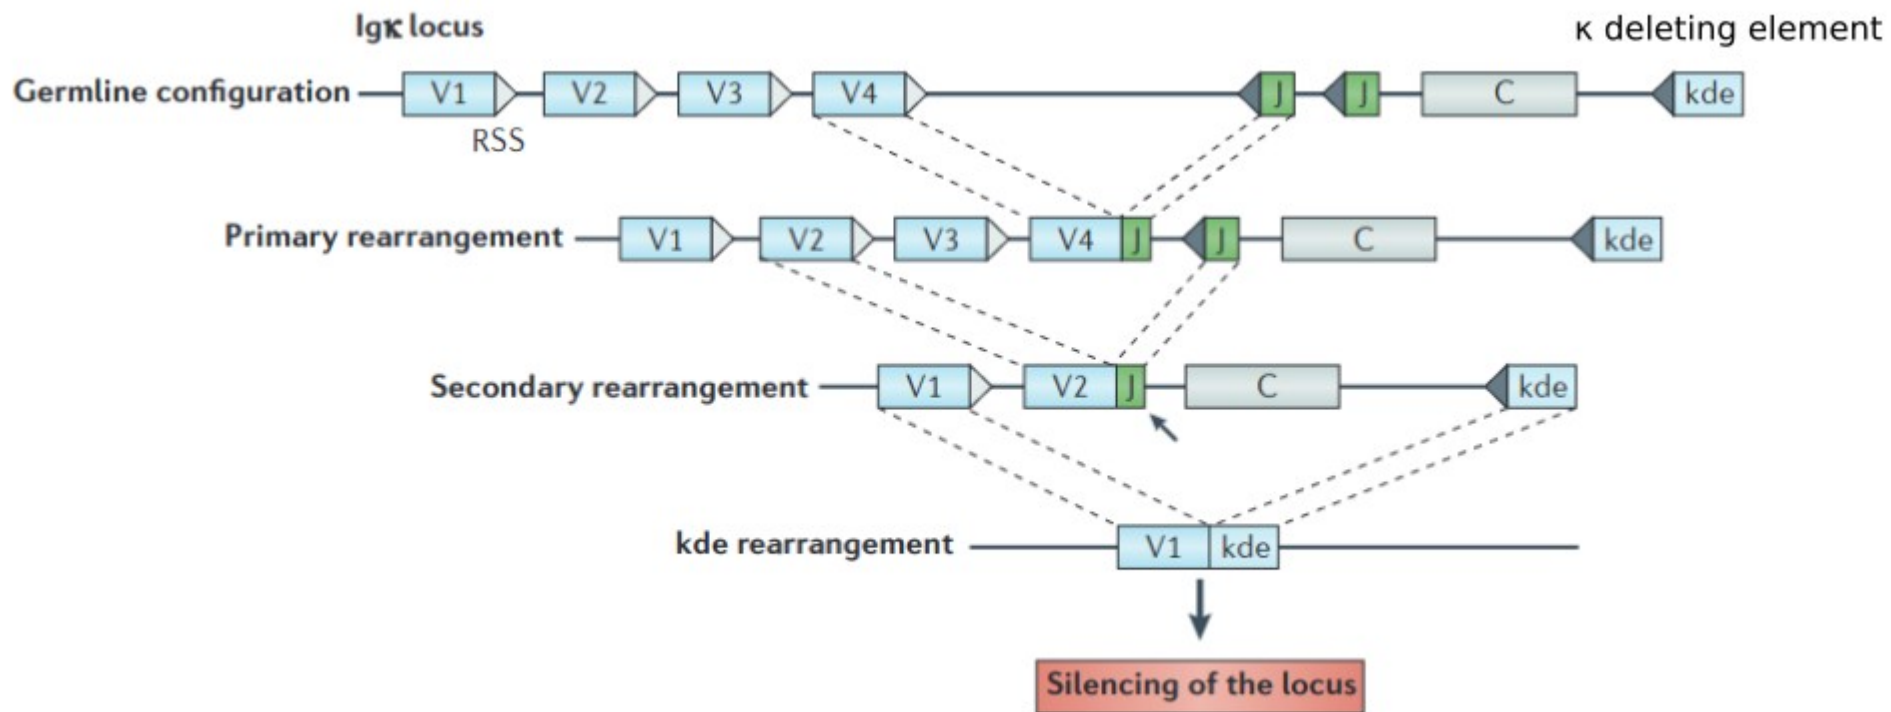 Igκ locus κ deleting element
Germline configuration V1 V2 V3 V4 J J C kde
RSS
Primary rearrangement V1 V2 V3 V4 J J C kde
Secondary rearrangement V1 V2 J C kde
kde rearrangement V1 kde
Silencing of the locus